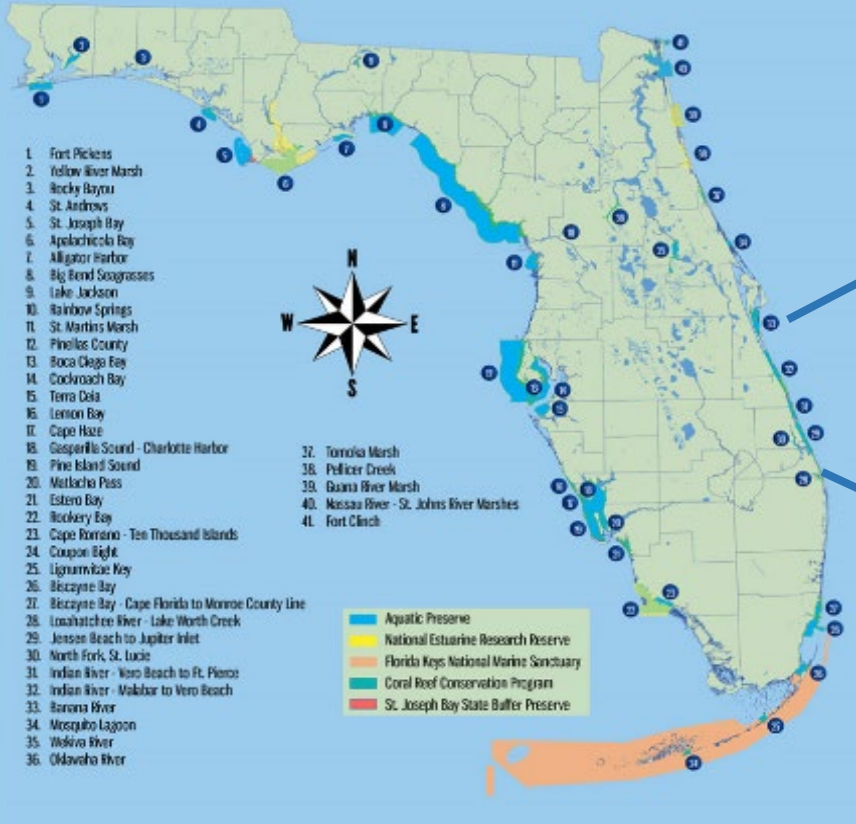 1. Fort Pickens
2. Yellow River Marsh
3. Rocky Bayou
4. St. Andrews
5. St. Joseph Bay
6. Apalachicola Bay
7. Alligator Harbor
8. Big Bend Seagrasses
9. Lake Jackson
10. Rainbow Springs
11. St. Martins Marsh
12. Pinellas County
13. Boca Ciega Bay
14. Cockroach Bay
15. Terra Ceia
16. Lemon Bay
17. Cape Haze
18. Gasparilla Sound - Charlotte Harbor
19. Pine Island Sound
20. Matlacha Pass
21. Estero Bay
22. Rookery Bay
23. Cape Romano - Ten Thousand Islands
24. Coupon Bight
25. Lignumvitae Key
26. Biscayne Bay
27. Biscayne Bay - Cape Florida to Monroe County Line
28. Loxahatchee River - Lake Worth Creek
29. Jensen Beach to Jupiter Inlet
30. North Fork, St. Lucie
31 Indian River - Vero Beach to Ft. Pierce
32. Indian River - Malabar to Vero Beach
33. Banana River
34. Mosquito Lagoon
35. Wekiva River
36. Oklavaha River
37. Tomoka Marsh
38. Pellicer Creek
39. Guana River Marsh
40. Nassau River - St. Johns River Marshes
41. Fort Clinch
N
W
E
S
Aquatic Preserve
National Estuarine Research Reserve
Florida Keys National Marine Sanctuary
Coral Reef Conservation Program
St. Joseph Bay State Buffer Preserve